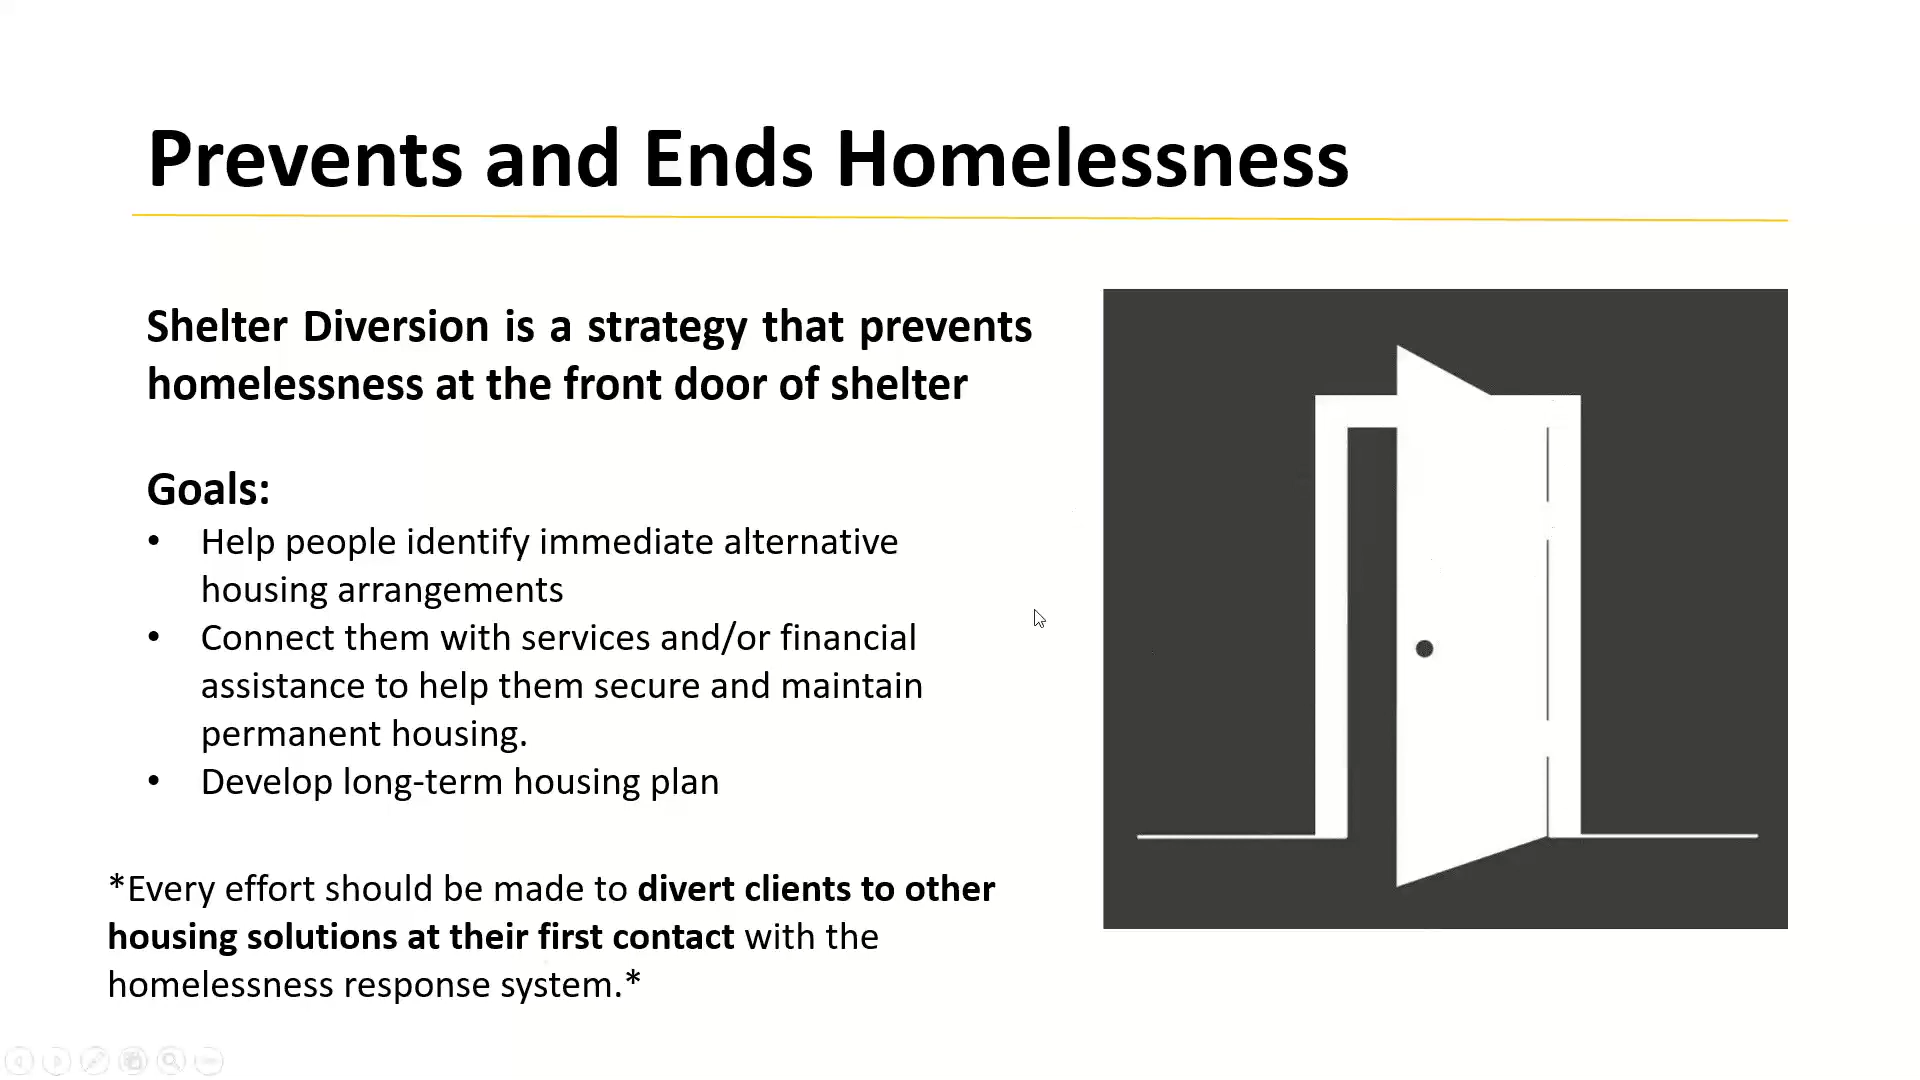 Prevents and Ends Homelessness
Shelter Diversion is a strategy that prevents
homelessness at the front door of shelter
Goals:
• Help people identify immediate alternative
housing arrangements
• Connect them with services and/or financial
assistance to help them secure and maintain
permanent housing.
• Develop long-term housing plan
*Every effort should be made to divert clients to other
housing solutions at their first contact with the
homelessness response system.*